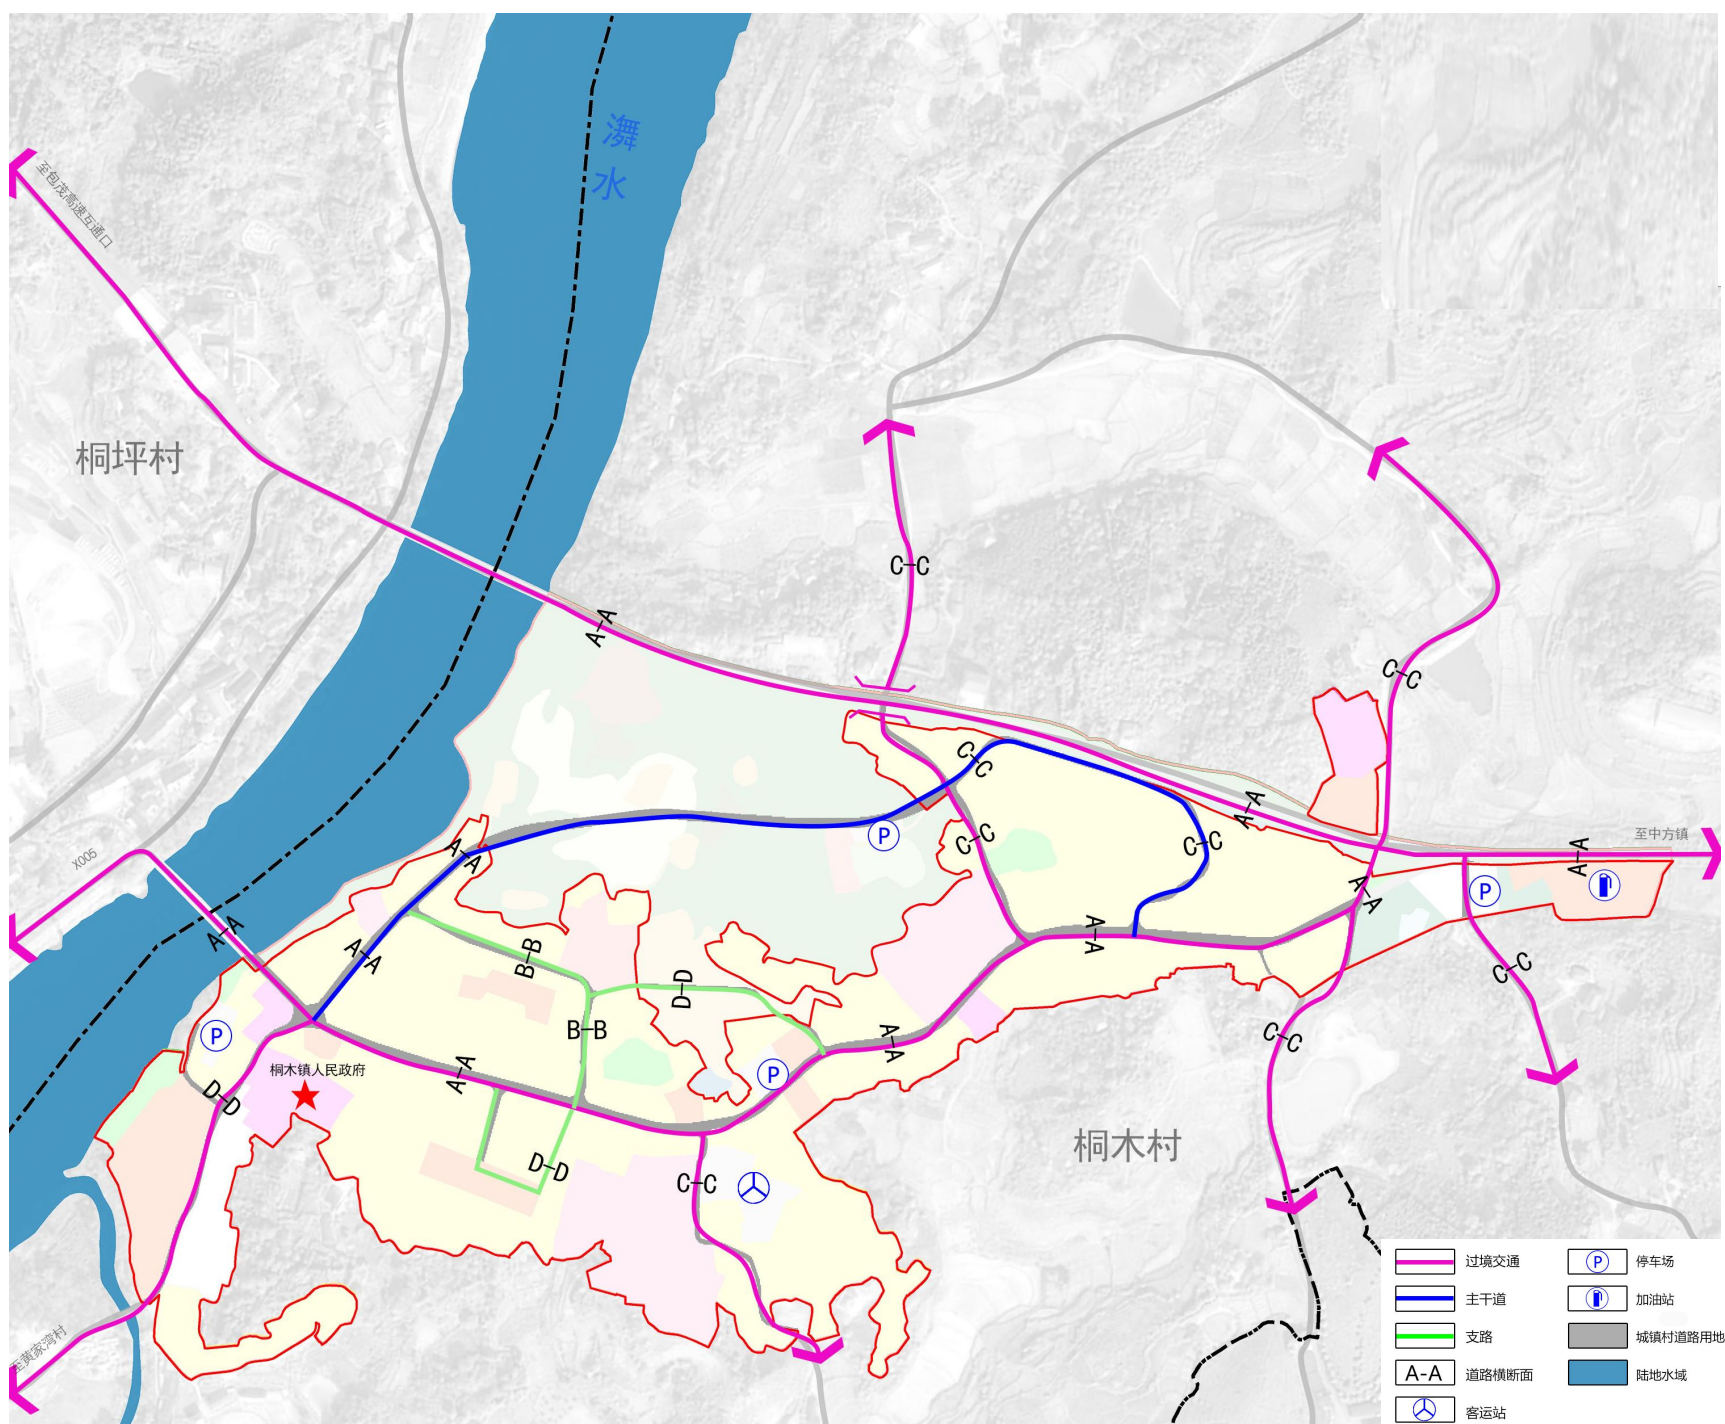 㵲
水
至包茂高速互通口
桐坪村
C-C
A-A
C-C
C-C
A-A
C-C
C-C
A-A
至中方镇
X005
A-A
P
P
A-A
A-A
A-A
A-A
B-B
C-C
D-D
B-B
P
A-A
C-C
桐木镇人民政府
A-A
P
D-D
桐木村
D-D
C-C
至黄家湾村
过境交通
P 停车场
主干道
加油站
支路
城镇村道路用地
A-A 道路横断面
陆地水域
客运站